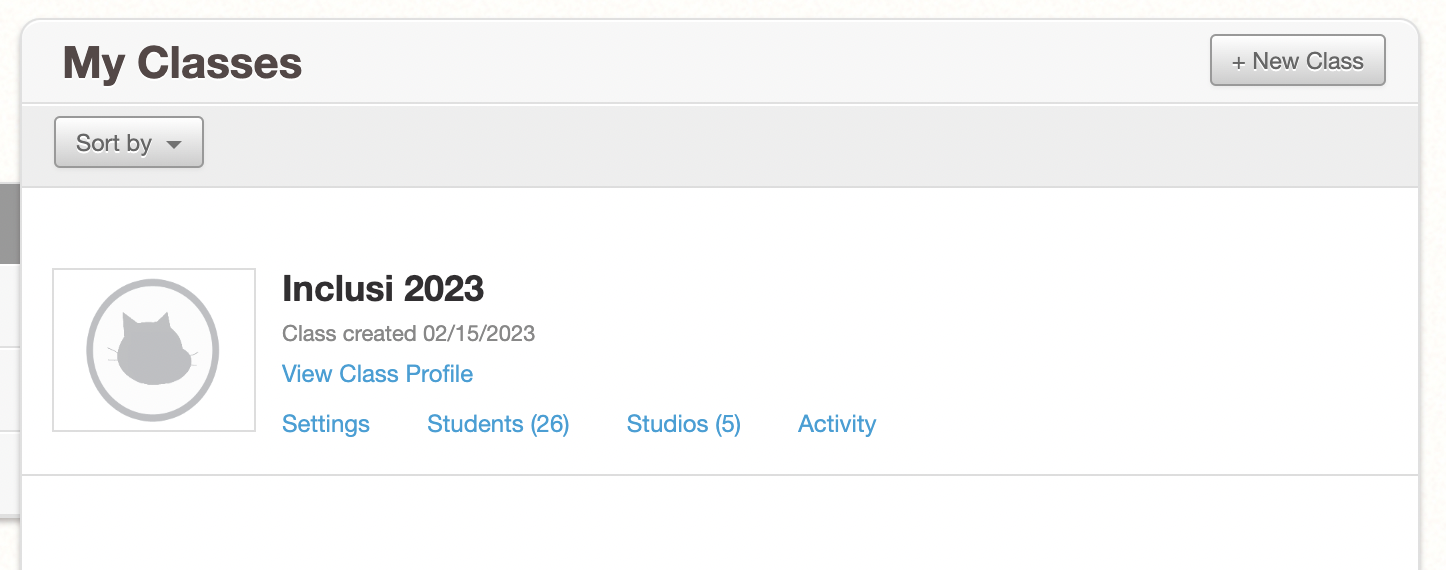 My Classes
+ New Class
Sort by
Inclusi 2023
Class created 02/15/2023
View Class Profile
Settings Students (26) Studios (5) Activity